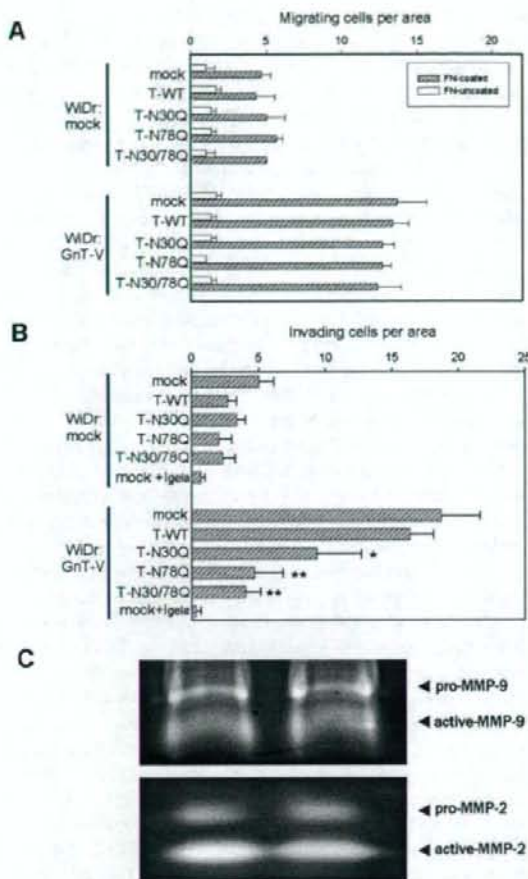 A
Migrating cells per area
0 5 10 15 20
FN-coated
FN-uncoated
WiDr:
mock
mock
T-WT
T-N30Q
T-N78Q
T-N30/78Q
WiDr:
GnT-V
mock
T-WT
T-N30Q
T-N78Q
T-N30/78Q
B
Invading cells per area
0 5 10 15 20 25
WiDr:
mock
mock
T-WT
T-N30Q
T-N78Q
T-N30/78Q
mock +Igela
WiDr:
GnT-V
mock
T-WT
T-N30Q *
T-N78Q **
T-N30/78Q **
mock+Igela
C
◄ pro-MMP-9
◄ active-MMP-9
◄ pro-MMP-2
◄ active-MMP-2